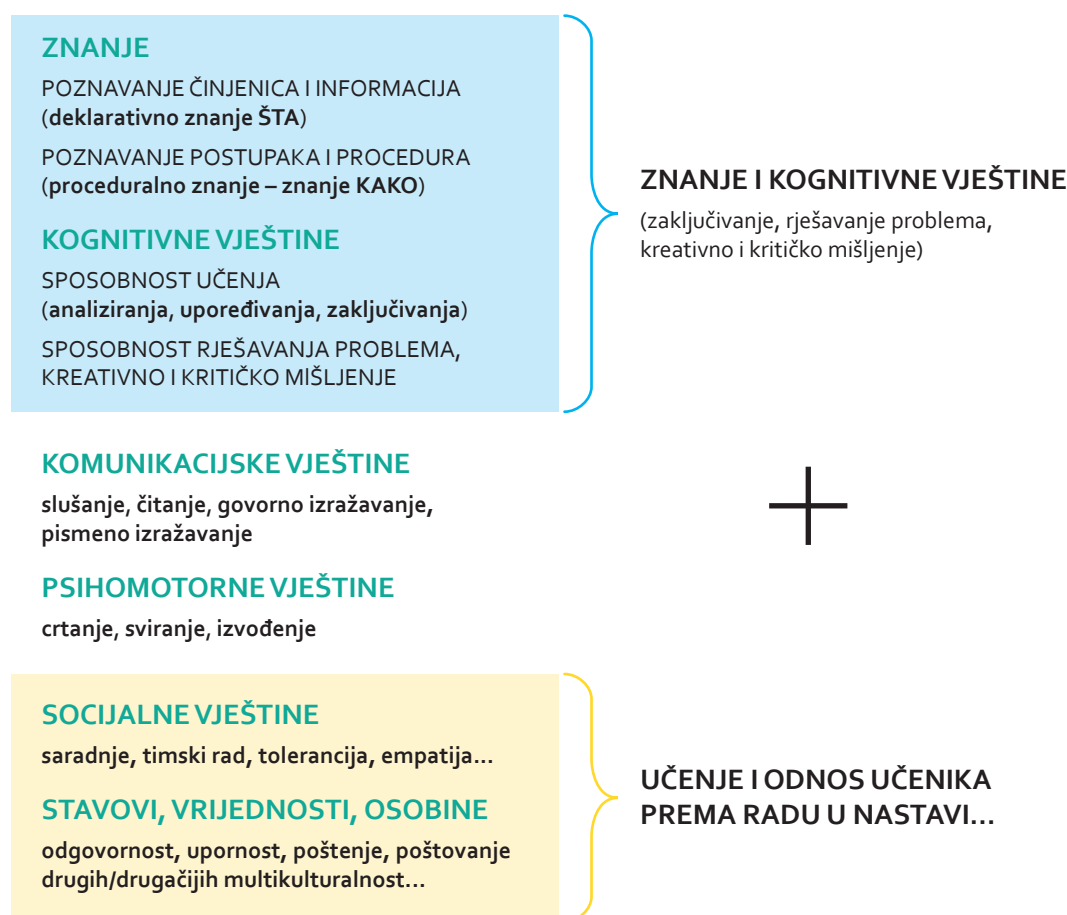 ZNANJE
POZNAVANJE ČINJENICA I INFORMACIJA
(deklarativno znanje ŠTA)
POZNAVANJE POSTUPAKA I PROCEDURA
(proceduralno znanje – znanje KAKO)
KOGNITIVNE VJEŠTINE
SPOSOBNOST UČENJA
(analiziranja, upoređivanja, zaključivanja)
SPOSOBNOST RJEŠAVANJA PROBLEMA,
KREATIVNO I KRITIČKO MIŠLJENJE
ZNANJE I KOGNITIVNE VJEŠTINE
(zaključivanje, rješavanje problema,
kreativno i kritičko mišljenje)
KOMUNIKACIJSKE VJEŠTINE
slušanje, čitanje, govorno izražavanje,
pismeno izražavanje
+
PSIHOMOTORNE VJEŠTINE
crtanje, sviranje, izvođenje
SOCIJALNE VJEŠTINE
saradnje, timski rad, tolerancija, empatija...
STAVOVI, VRIJEDNOSTI, OSOBINE
odgovornost, upornost, poštenje, poštovanje
drugih/drugačijih multikulturalnost...
UČENJE I ODNOS UČENIKA
PREMA RADU U NASTAVI...